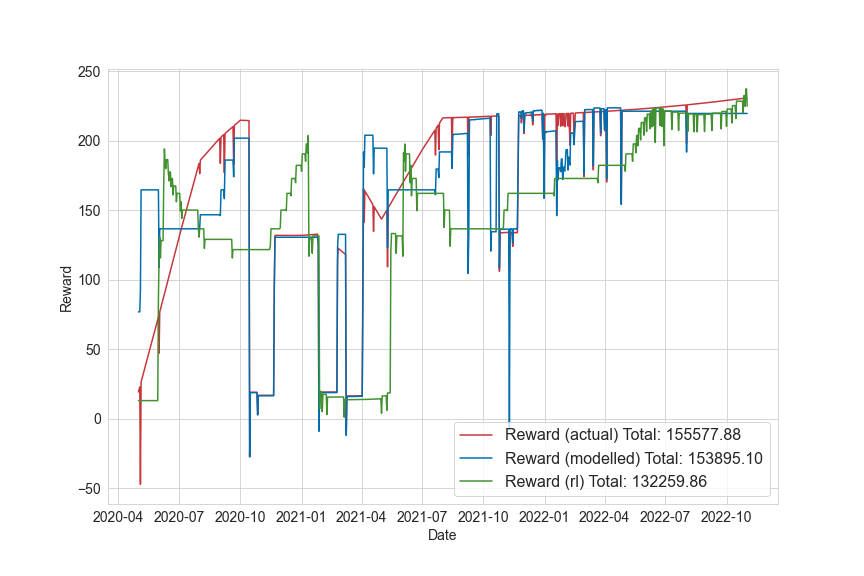 250
200
150
100
50
0
−50
Reward
Reward (actual) Total: 155577.88
Reward (modelled) Total: 153895.10
Reward (rl) Total: 132259.86
2020-04 2020-07 2020-10 2021-01 2021-04 2021-07 2021-10 2022-01 2022-04 2022-07 2022-10
Date